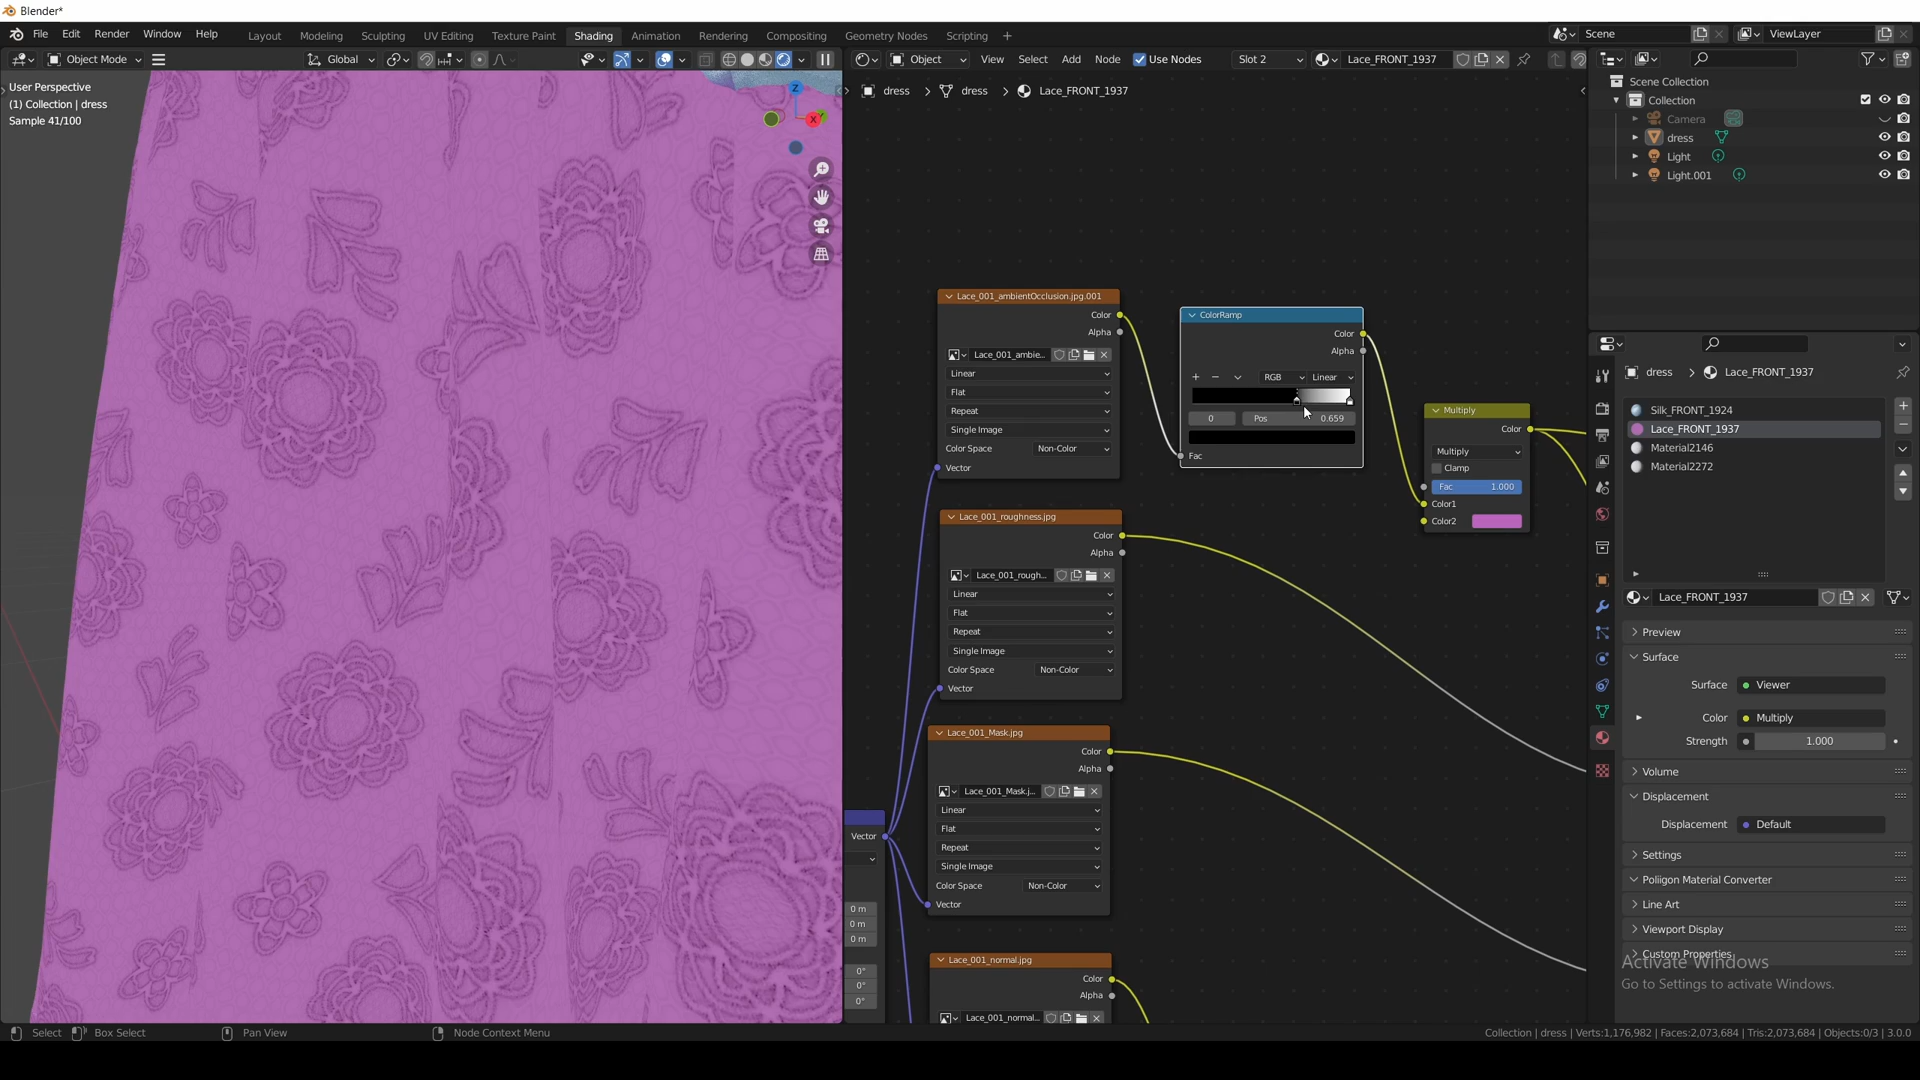 Blender*
File Edit Render Window Help
Layout Modeling Sculpting UV Editing Texture Paint Shading Animation Rendering Compositing Geometry Nodes Scripting +
Scene
ViewLayer
Object Mode
Global
Object View Select Add Node Use Nodes Slot 2 Lace_FRONT_1937
User Perspective
(1) Collection | dress
Sample 41/100
Z
X
dress > dress > Lace_FRONT_1937
Scene Collection
Collection
Camera
dress
Light
Light.001
Lace_001_ambientOcclusion.jpg.001
Color
Alpha
Lace_001_ambie...
Linear
Flat
Repeat
Single Image
Color Space Non-Color
Vector
ColorRamp
Color
Alpha
+ − RGB Linear
0 Pos 0.659
Fac
Multiply
Color
Multiply
Clamp
Fac 1.000
Color1
Color2
Lace_001_roughness.jpg
Color
Alpha
Lace_001_rough...
Linear
Flat
Repeat
Single Image
Color Space Non-Color
Vector
Lace_001_Mask.jpg
Color
Alpha
Lace_001_Mask.j...
Linear
Flat
Repeat
Single Image
Color Space Non-Color
Vector
Vector
0 m
0 m
0 m
0°
0°
0°
Lace_001_normal.jpg
Color
Alpha
Lace_001_normal...
dress > Lace_FRONT_1937
Silk_FRONT_1924
Lace_FRONT_1937
Material2146
Material2272
Lace_FRONT_1937
Preview
Surface
Surface Viewer
Color Multiply
Strength 1.000
Volume
Displacement
Displacement Default
Settings
Poliigon Material Converter
Line Art
Viewport Display
Custom Properties
Activate Windows
Go to Settings to activate Windows.
Select Box Select Pan View Node Context Menu
Collection | dress | Verts:1,176,982 | Faces:2,073,684 | Tris:2,073,684 | Objects:0/3 | 3.0.0